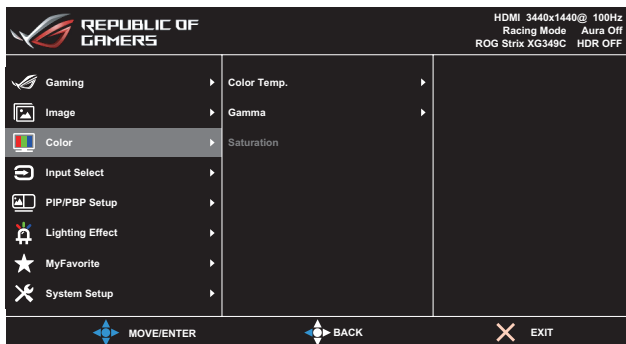 REPUBLIC OF
GAMERS
HDMI 3440x1440@ 100Hz
Racing Mode Aura Off
ROG Strix XG349C HDR OFF
Gaming
Image
Color
Input Select
PIP/PBP Setup
Lighting Effect
MyFavorite
System Setup
Color Temp.
Gamma
Saturation
MOVE/ENTER
BACK
EXIT